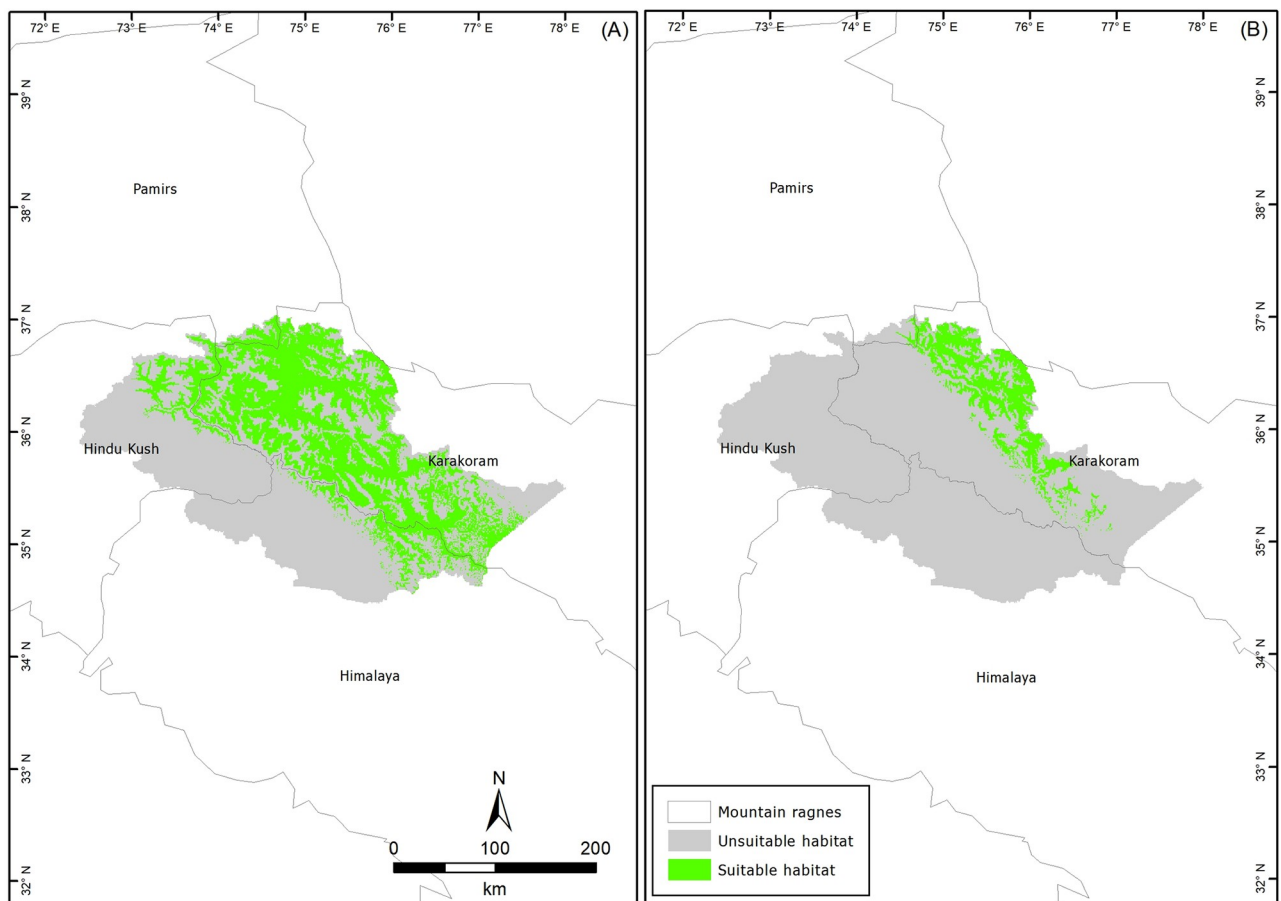 72° E 73° E 74° E 75° E 76° E 77° E 78° E (A)
39° N
38° N
37° N
36° N
35° N
34° N
33° N
32° N
Pamirs
Hindu Kush
Karakoram
Himalaya
N
0 100 200
km
72° E 73° E 74° E 75° E 76° E 77° E 78° E (B)
39° N
38° N
37° N
36° N
35° N
34° N
33° N
32° N
Pamirs
Hindu Kush
Karakoram
Himalaya
Mountain ragnes
Unsuitable habitat
Suitable habitat